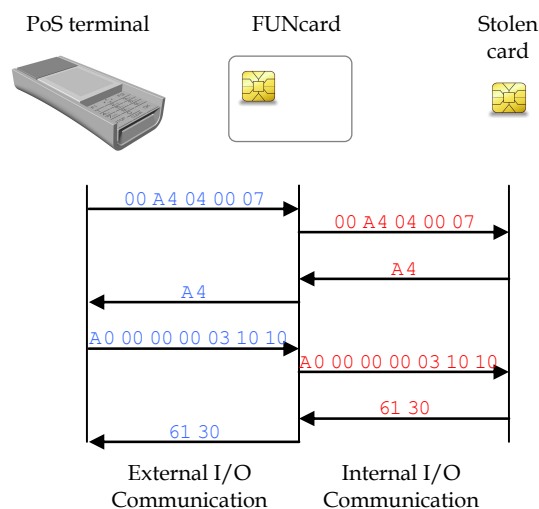 PoS terminal
FUNcard
Stolen
card
00 A4 04 00 07
00 A4 04 00 07
A4
A4
A0 00 00 00 03 10 10
A0 00 00 00 03 10 10
61 30
61 30
External I/O
Communication
Internal I/O
Communication